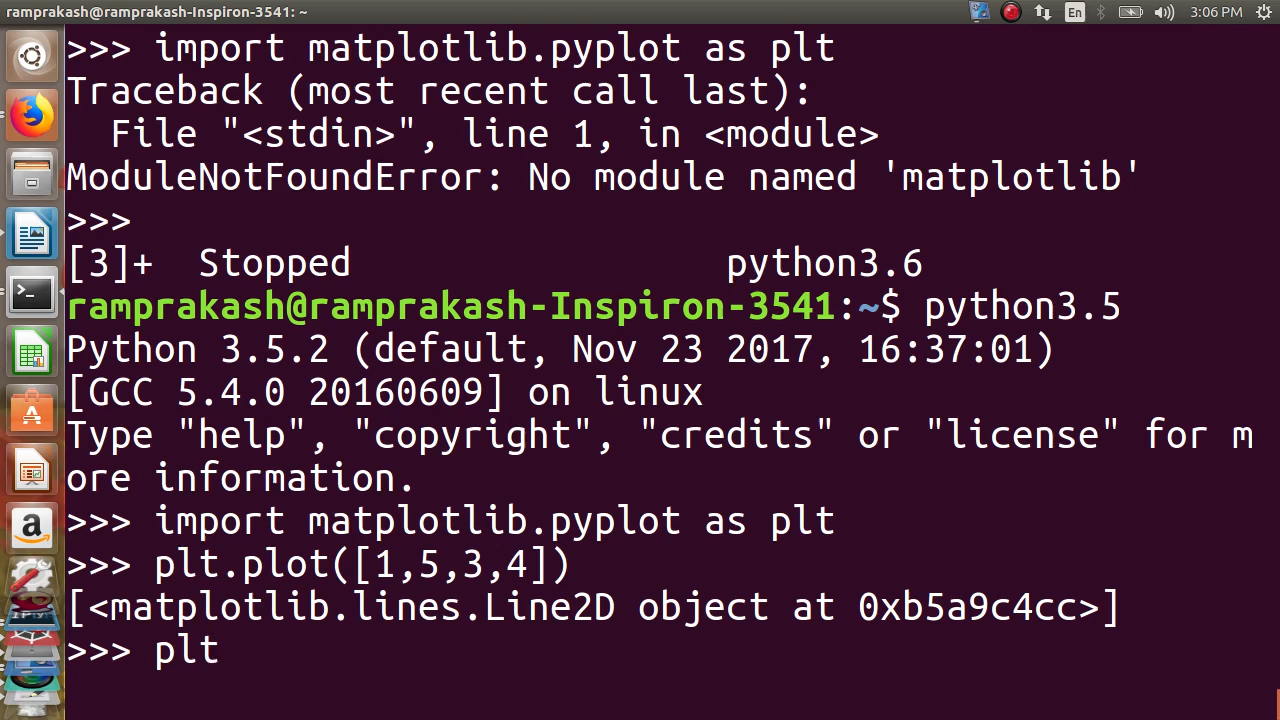 ramprakash@ramprakash-Inspiron-3541: ~
En
3:06 PM
>>> import matplotlib.pyplot as plt
Traceback (most recent call last):
  File "<stdin>", line 1, in <module>
ModuleNotFoundError: No module named 'matplotlib'
>>>
[3]+  Stopped                 python3.6
ramprakash@ramprakash-Inspiron-3541:~$ python3.5
Python 3.5.2 (default, Nov 23 2017, 16:37:01)
[GCC 5.4.0 20160609] on linux
Type "help", "copyright", "credits" or "license" for m
ore information.
>>> import matplotlib.pyplot as plt
>>> plt.plot([1,5,3,4])
[<matplotlib.lines.Line2D object at 0xb5a9c4cc>]
>>> plt